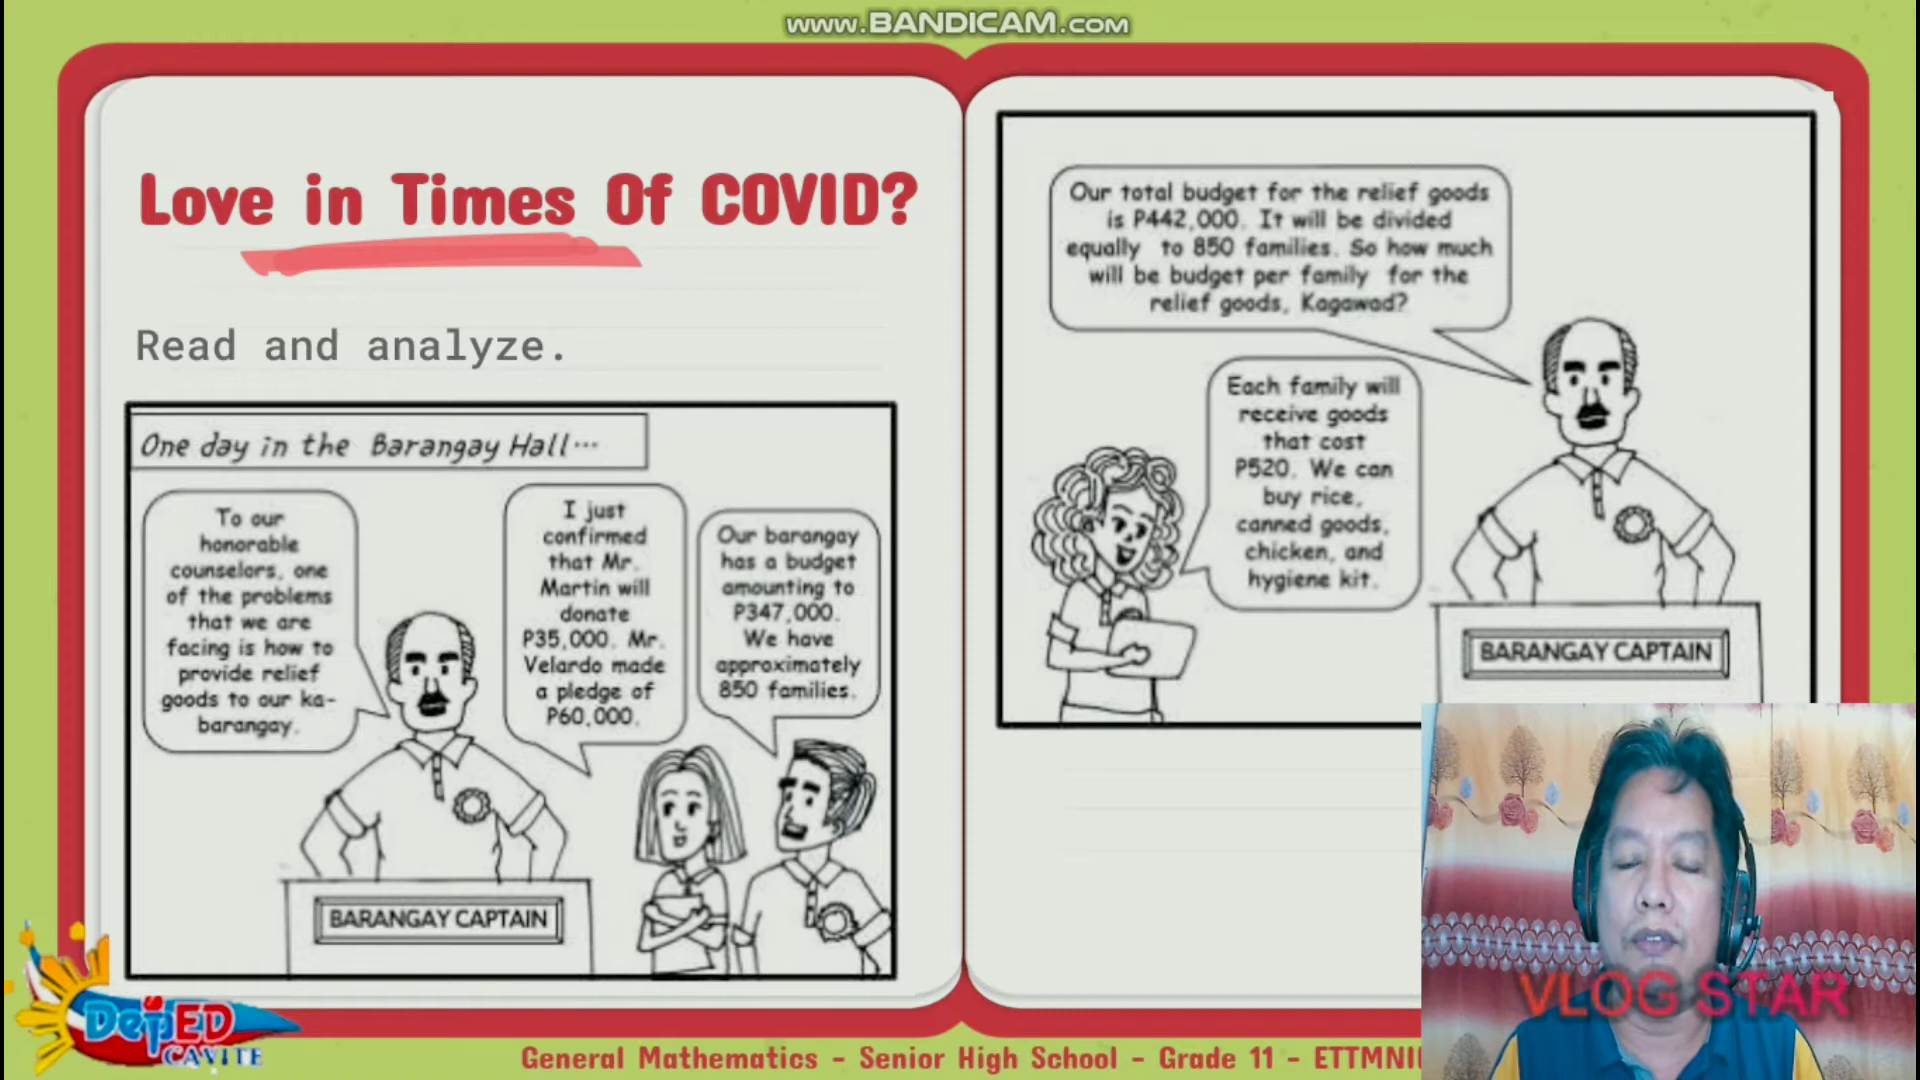 www.BANDICAM.com
Love in Times Of COVID?
Read and analyze.
One day in the Barangay Hall...
To our
honorable
counselors, one
of the problems
that we are
facing is how to
provide relief
goods to our ka-
barangay.
I just
confirmed
that Mr.
Martin will
donate
P35,000. Mr.
Velardo made
a pledge of
P60,000.
Our barangay
has a budget
amounting to
P347,000.
We have
approximately
850 families.
BARANGAY CAPTAIN
Our total budget for the relief goods
is P442,000. It will be divided
equally to 850 families. So how much
will be budget per family for the
relief goods, Kagawad?
Each family will
receive goods
that cost
P520. We can
buy rice,
canned goods,
chicken, and
hygiene kit.
BARANGAY CAPTAIN
VLOG STAR
DepED
CAVITE
General Mathematics - Senior High School - Grade 11 -